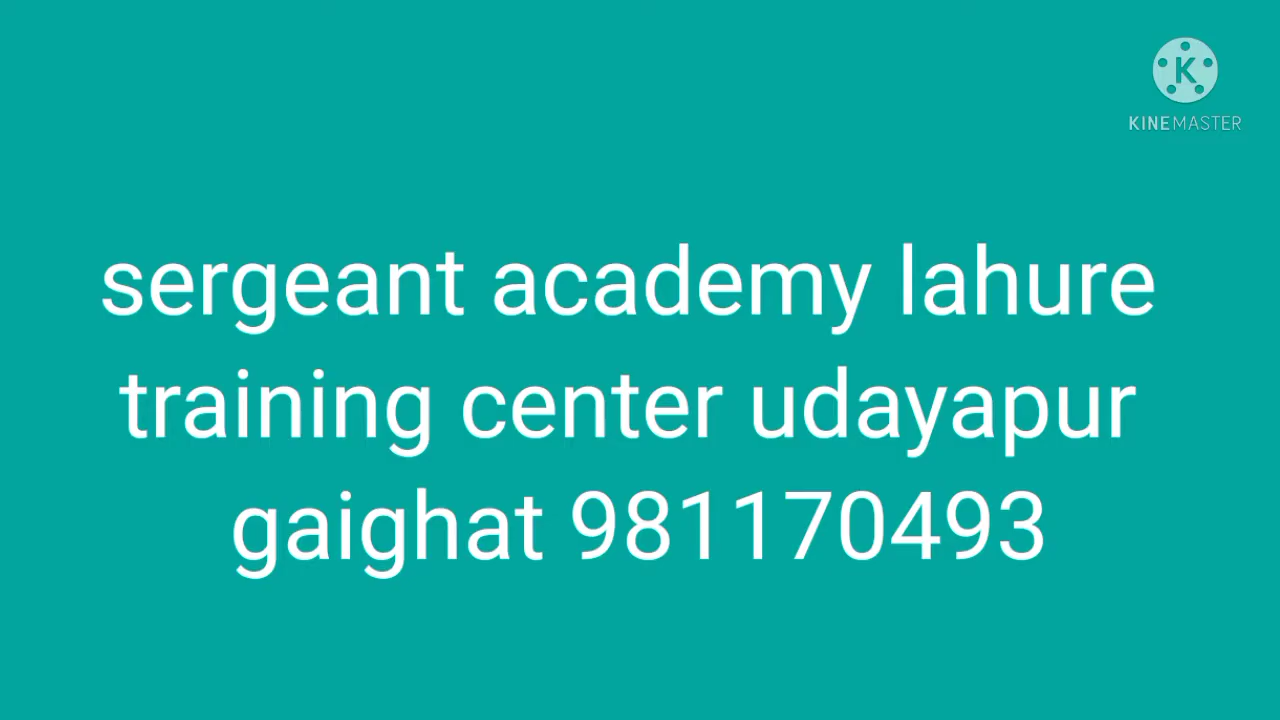 K
KINEMASTER
sergeant academy lahure
training center udayapur
gaighat 981170493